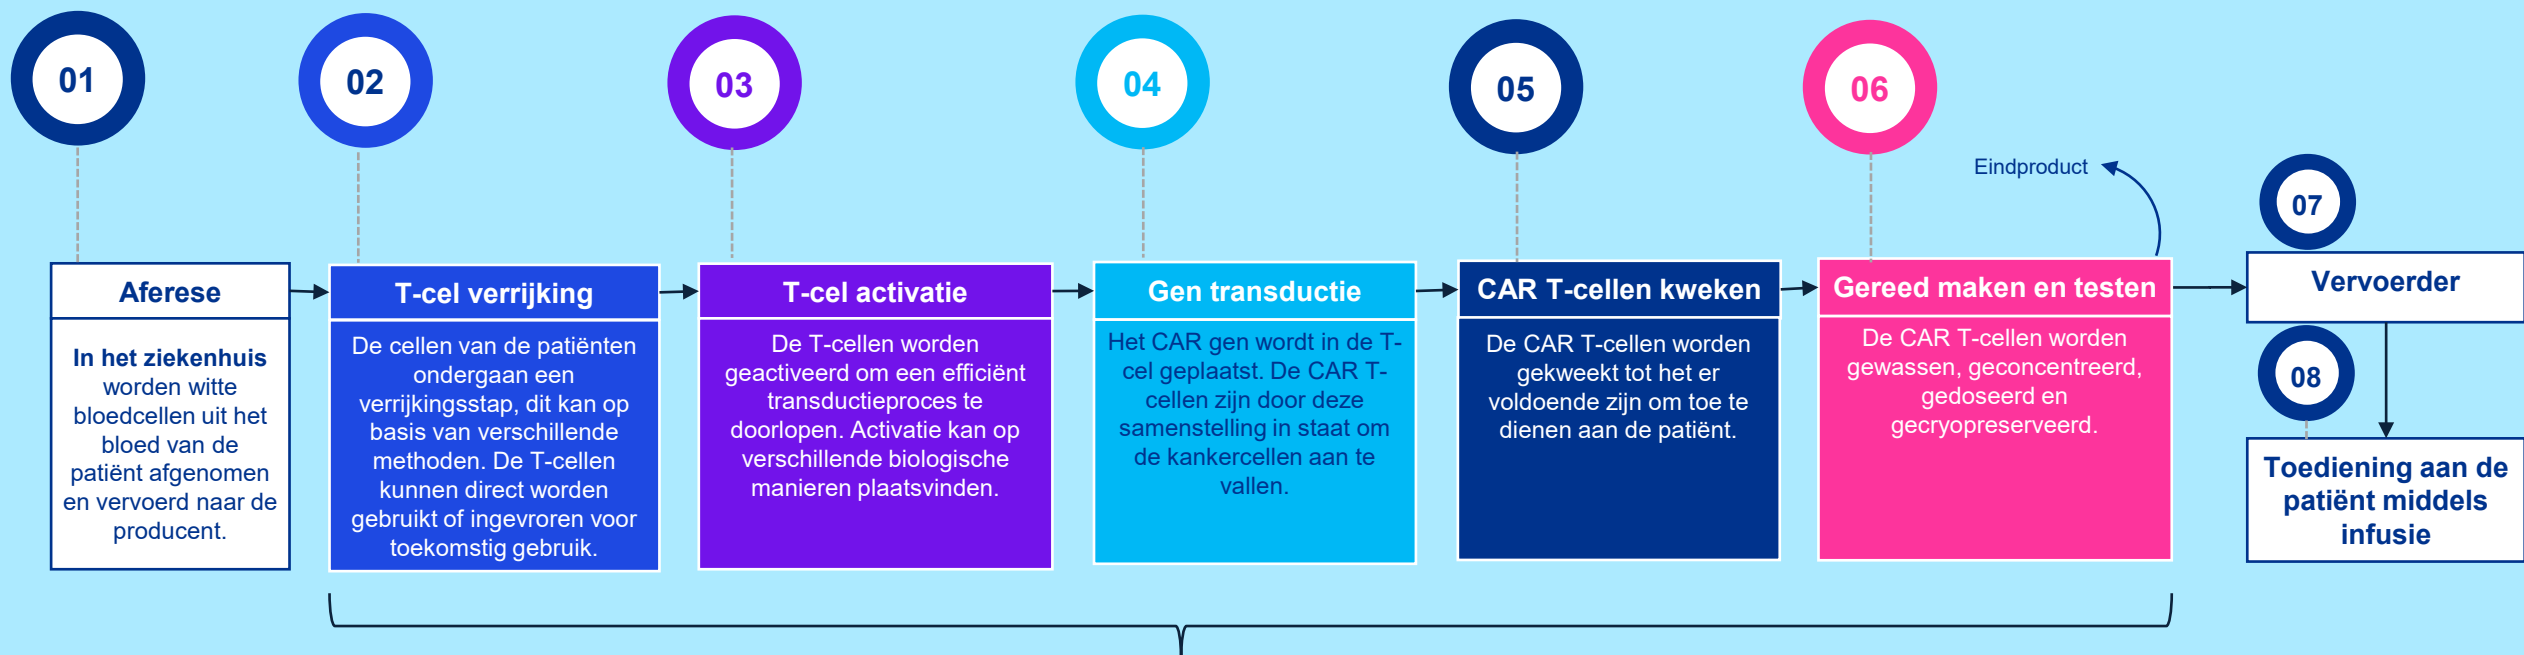 01
Aferese
In het ziekenhuis
worden witte
bloedcellen uit het
bloed van de
patiënt afgenomen
en vervoerd naar de
producent.
02
T-cel verrijking
De cellen van de patiënten
ondergaan een
verrijkingsstap, dit kan op
basis van verschillende
methoden. De T-cellen
kunnen direct worden
gebruikt of ingevroren voor
toekomstig gebruik.
03
T-cel activatie
De T-cellen worden
geactiveerd om een efficiënt
transductieproces te
doorlopen. Activatie kan op
verschillende biologische
manieren plaatsvinden.
04
Gen transductie
Het CAR gen wordt in de T-
cel geplaatst. De CAR T-
cellen zijn door deze
samenstelling in staat om
de kankercellen aan te
vallen.
05
CAR T-cellen kweken
De CAR T-cellen worden
gekweekt tot het er
voldoende zijn om toe te
dienen aan de patiënt.
06
Gereed maken en testen
De CAR T-cellen worden
gewassen, geconcentreerd,
gedoseerd en
gecryopreserveerd.
Eindproduct
07
Vervoerder
08
Toediening aan de
patiënt middels
infusie